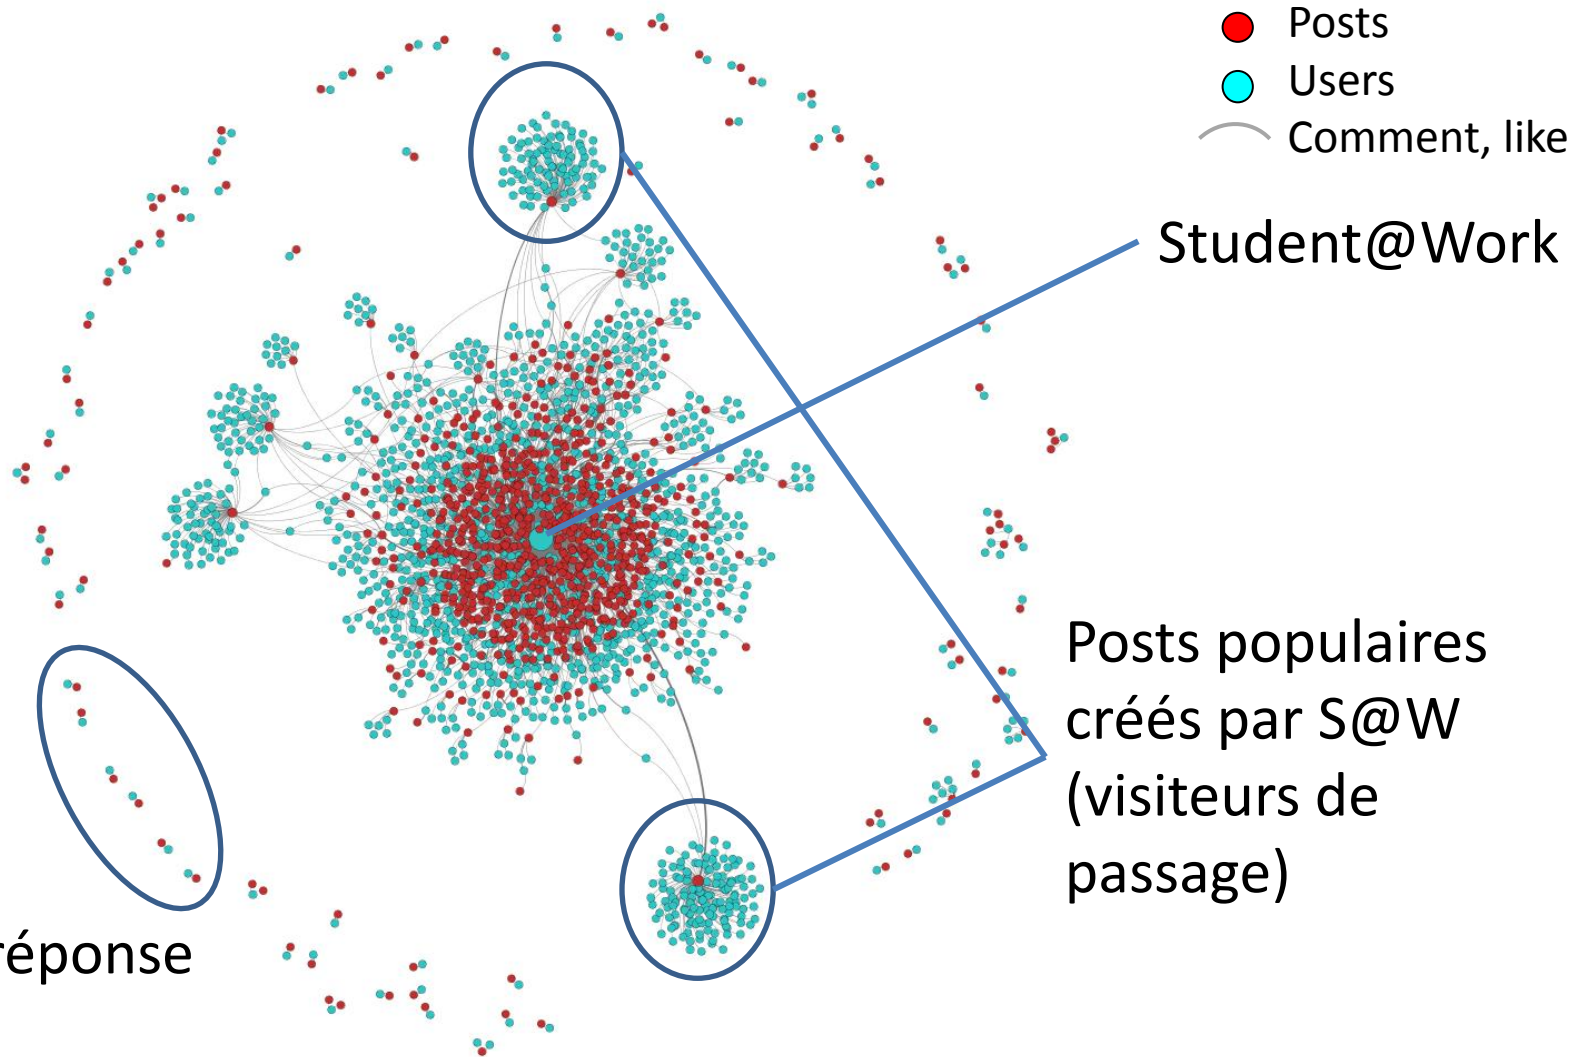 Posts
Users
Comment, like
Student@Work
Posts populaires
créés par S@W
(visiteurs de
passage)
réponse